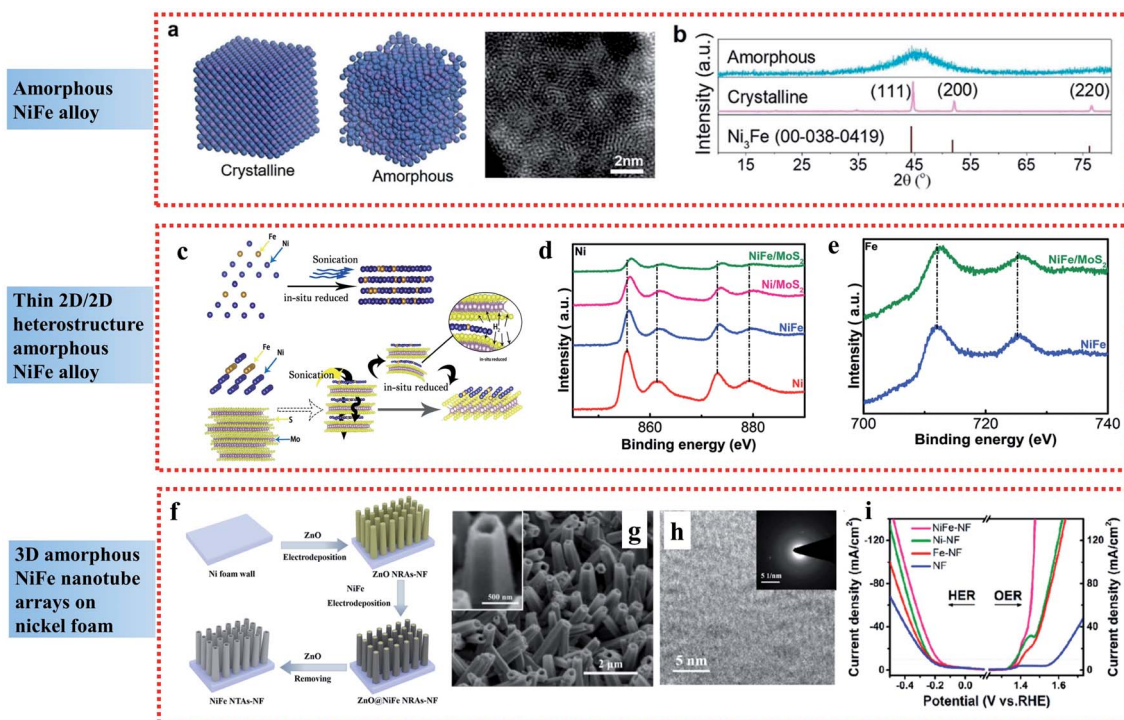 Amorphous
NiFe alloy
a
Crystalline
Amorphous
2nm
b
Intensity (a.u.)
Amorphous
Crystalline
(111)
(200)
(220)
Ni₃Fe (00-038-0419)
15 25 35 45 55 65 75
2θ (°)
Thin 2D/2D
heterostructure
amorphous
NiFe alloy
c
Fe
Ni
Sonication
in-situ reduced
Fe
Ni
Sonication
in-situ reduced
in-situ reduced
S
Mo
d
Ni
Intensity ( a.u.)
NiFe/MoS₂
Ni/MoS₂
NiFe
Ni
860 880
Binding energy (eV)
e
Fe
Intensity ( a.u.)
NiFe/MoS₂
NiFe
700 720 740
Binding energy (eV)
3D amorphous
NiFe nanotube
arrays on
nickel foam
f
Ni foam wall
ZnO
Electrodeposition
ZnO NRAs-NF
NiFe
Electrodeposition
ZnO@NiFe NRAs-NF
ZnO
Removing
NiFe NTAs-NF
g
500 nm
2 μm
h
5 1/nm
5 nm
i
NiFe-NF
Ni-NF
Fe-NF
NF
HER
OER
Current density (mA/cm²)
-120
-80
-40
0
Current density (mA/cm²)
120
80
40
0
-0.4 -0.2 0.0 1.4 1.6
Potential (V vs.RHE)